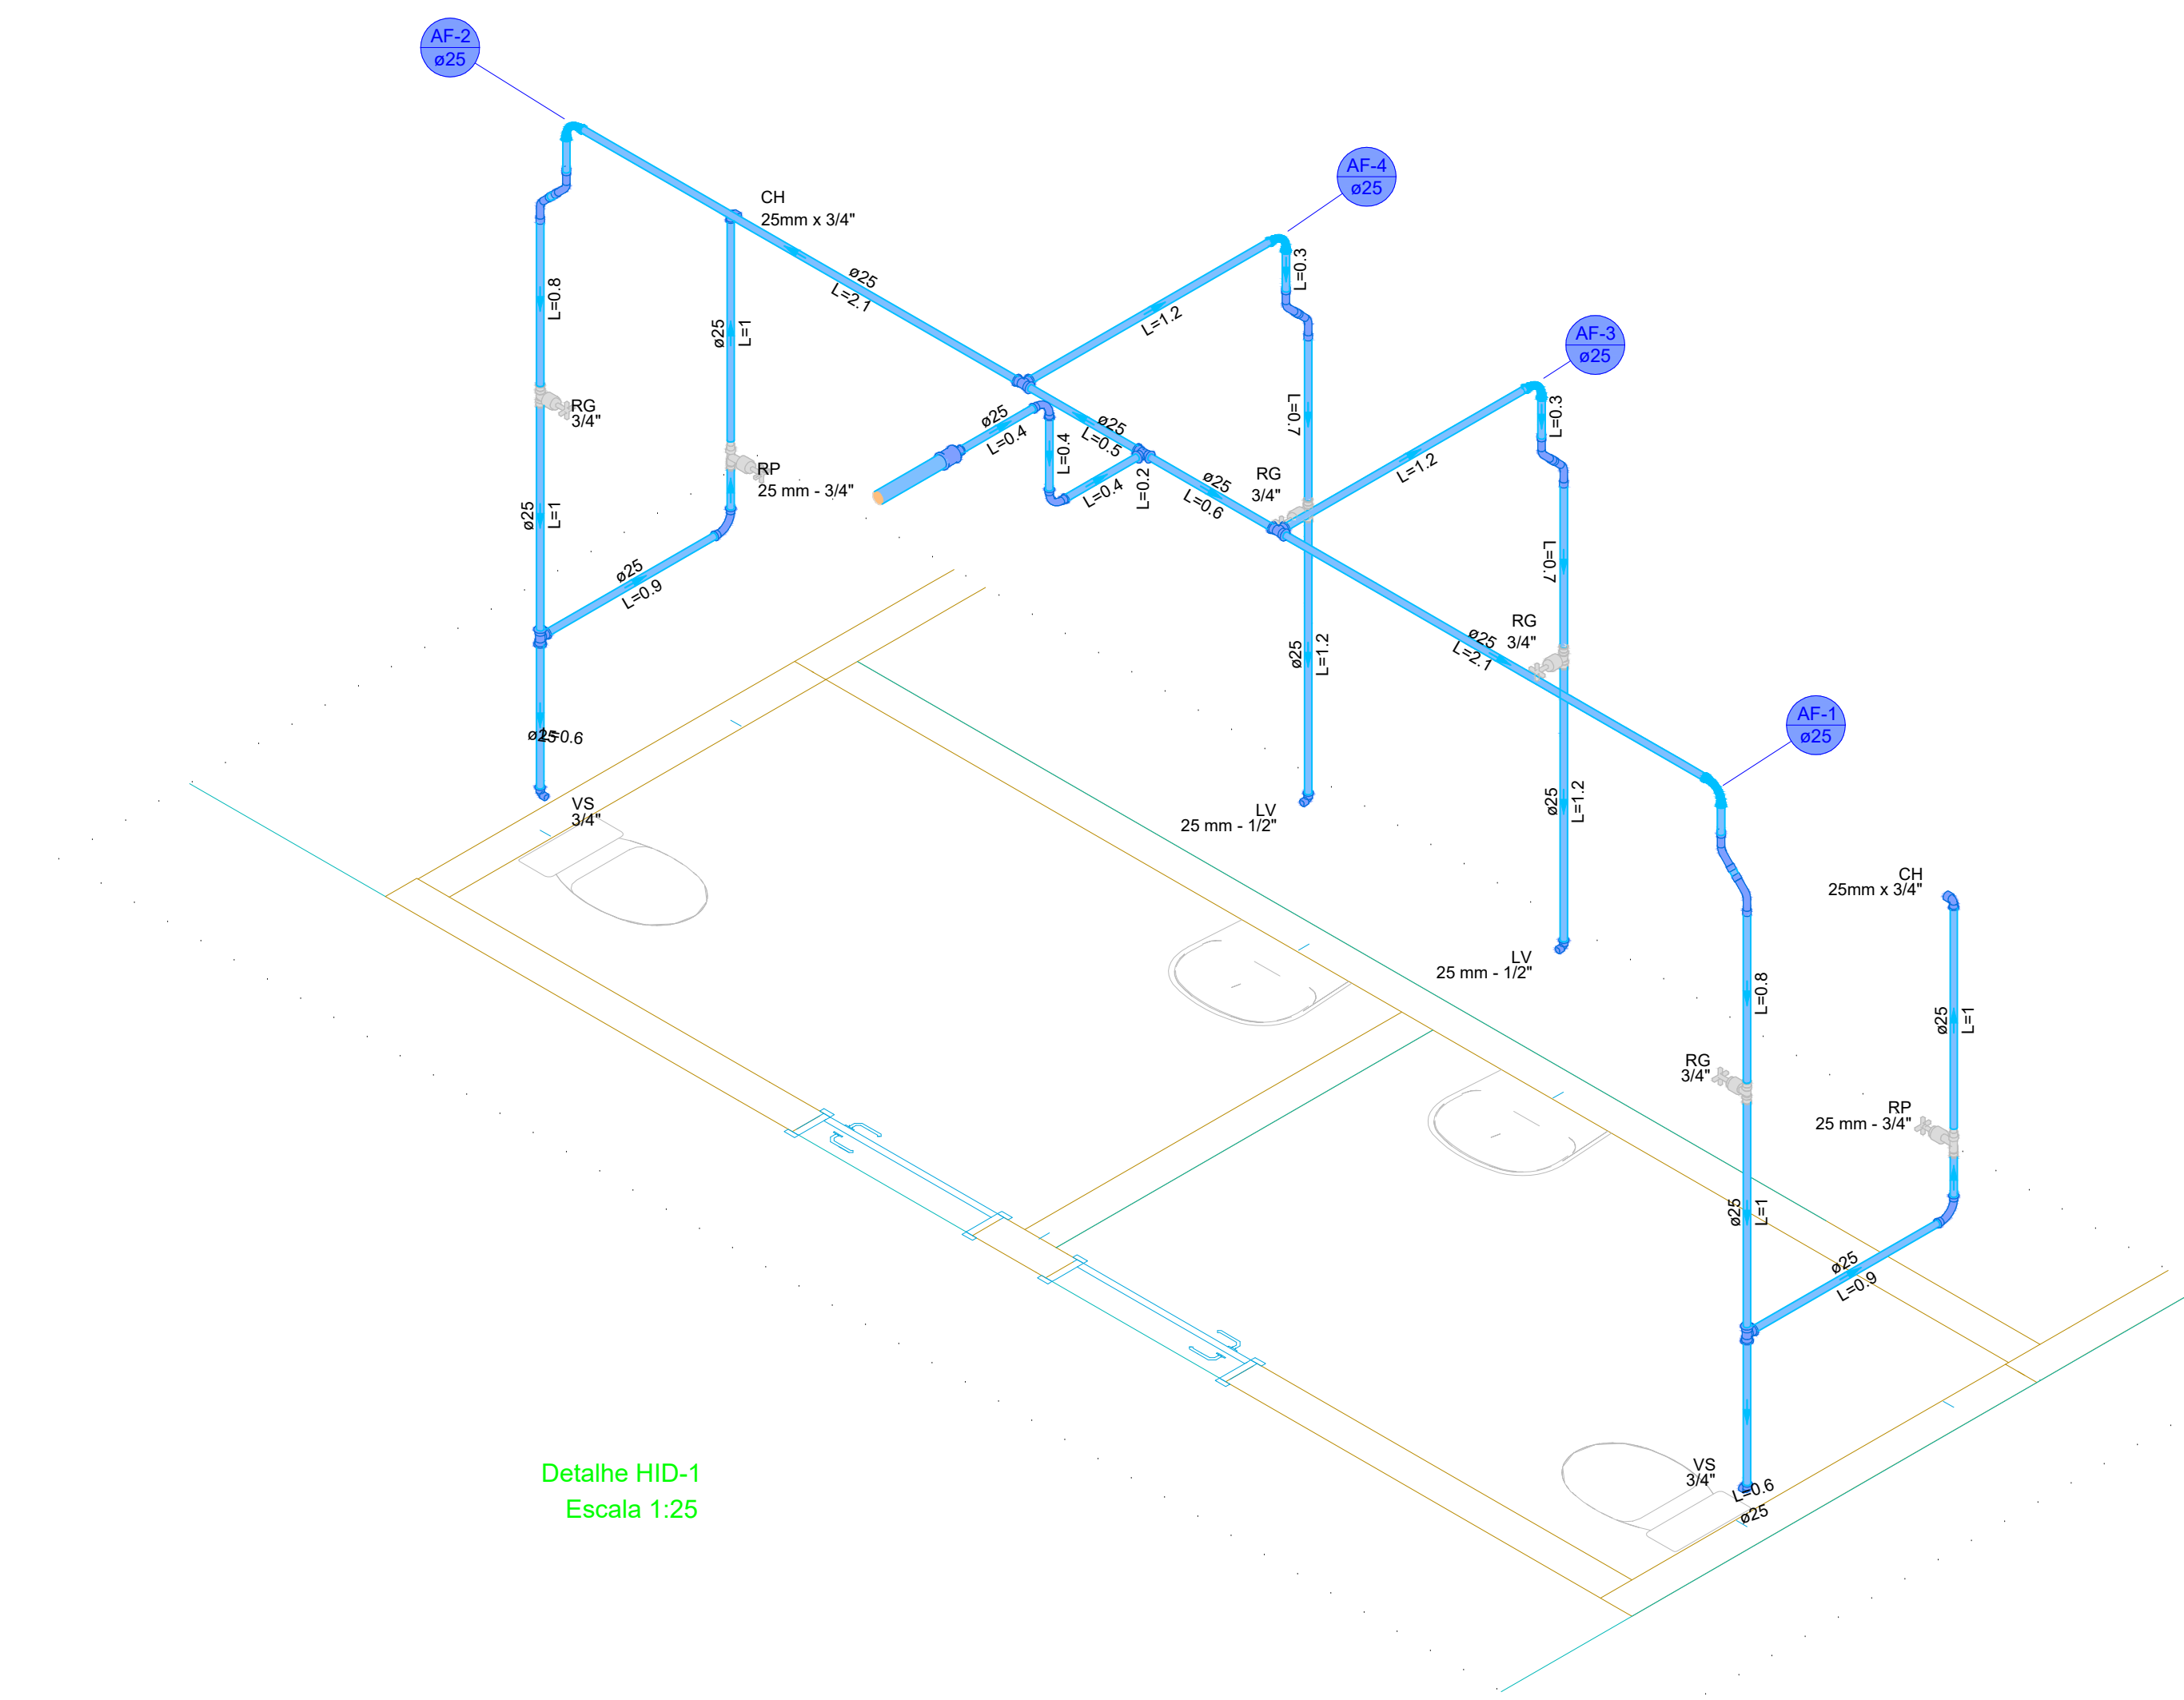 AF-2
ø25
AF-4
ø25
CH
25mm x 3/4"
L=0.3
ø25
L=2.1
L=0.8
L=1.2
AF-3
ø25
ø25
L=1
L=0.3
RG
3/4"
ø25
L=0.4
L=0.4
ø25
L=0.5
L=0.7
RP
25 mm - 3/4"
L=0.4
L=0.2
ø25
L=0.6
RG
3/4"
L=1.2
ø25
L=1
L=0.7
ø25
L=0.9
ø25
L=1.2
ø25
L=2.1
RG
3/4"
AF-1
ø25
ø25
L=0.6
VS
3/4"
LV
25 mm - 1/2"
ø25
L=1.2
CH
25mm x 3/4"
LV
25 mm - 1/2"
L=0.8
ø25
L=1
RG
3/4"
RP
25 mm - 3/4"
ø25
L=1
ø25
L=0.9
Detalhe HID-1
Escala 1:25
VS
3/4"
L=0.6
ø25